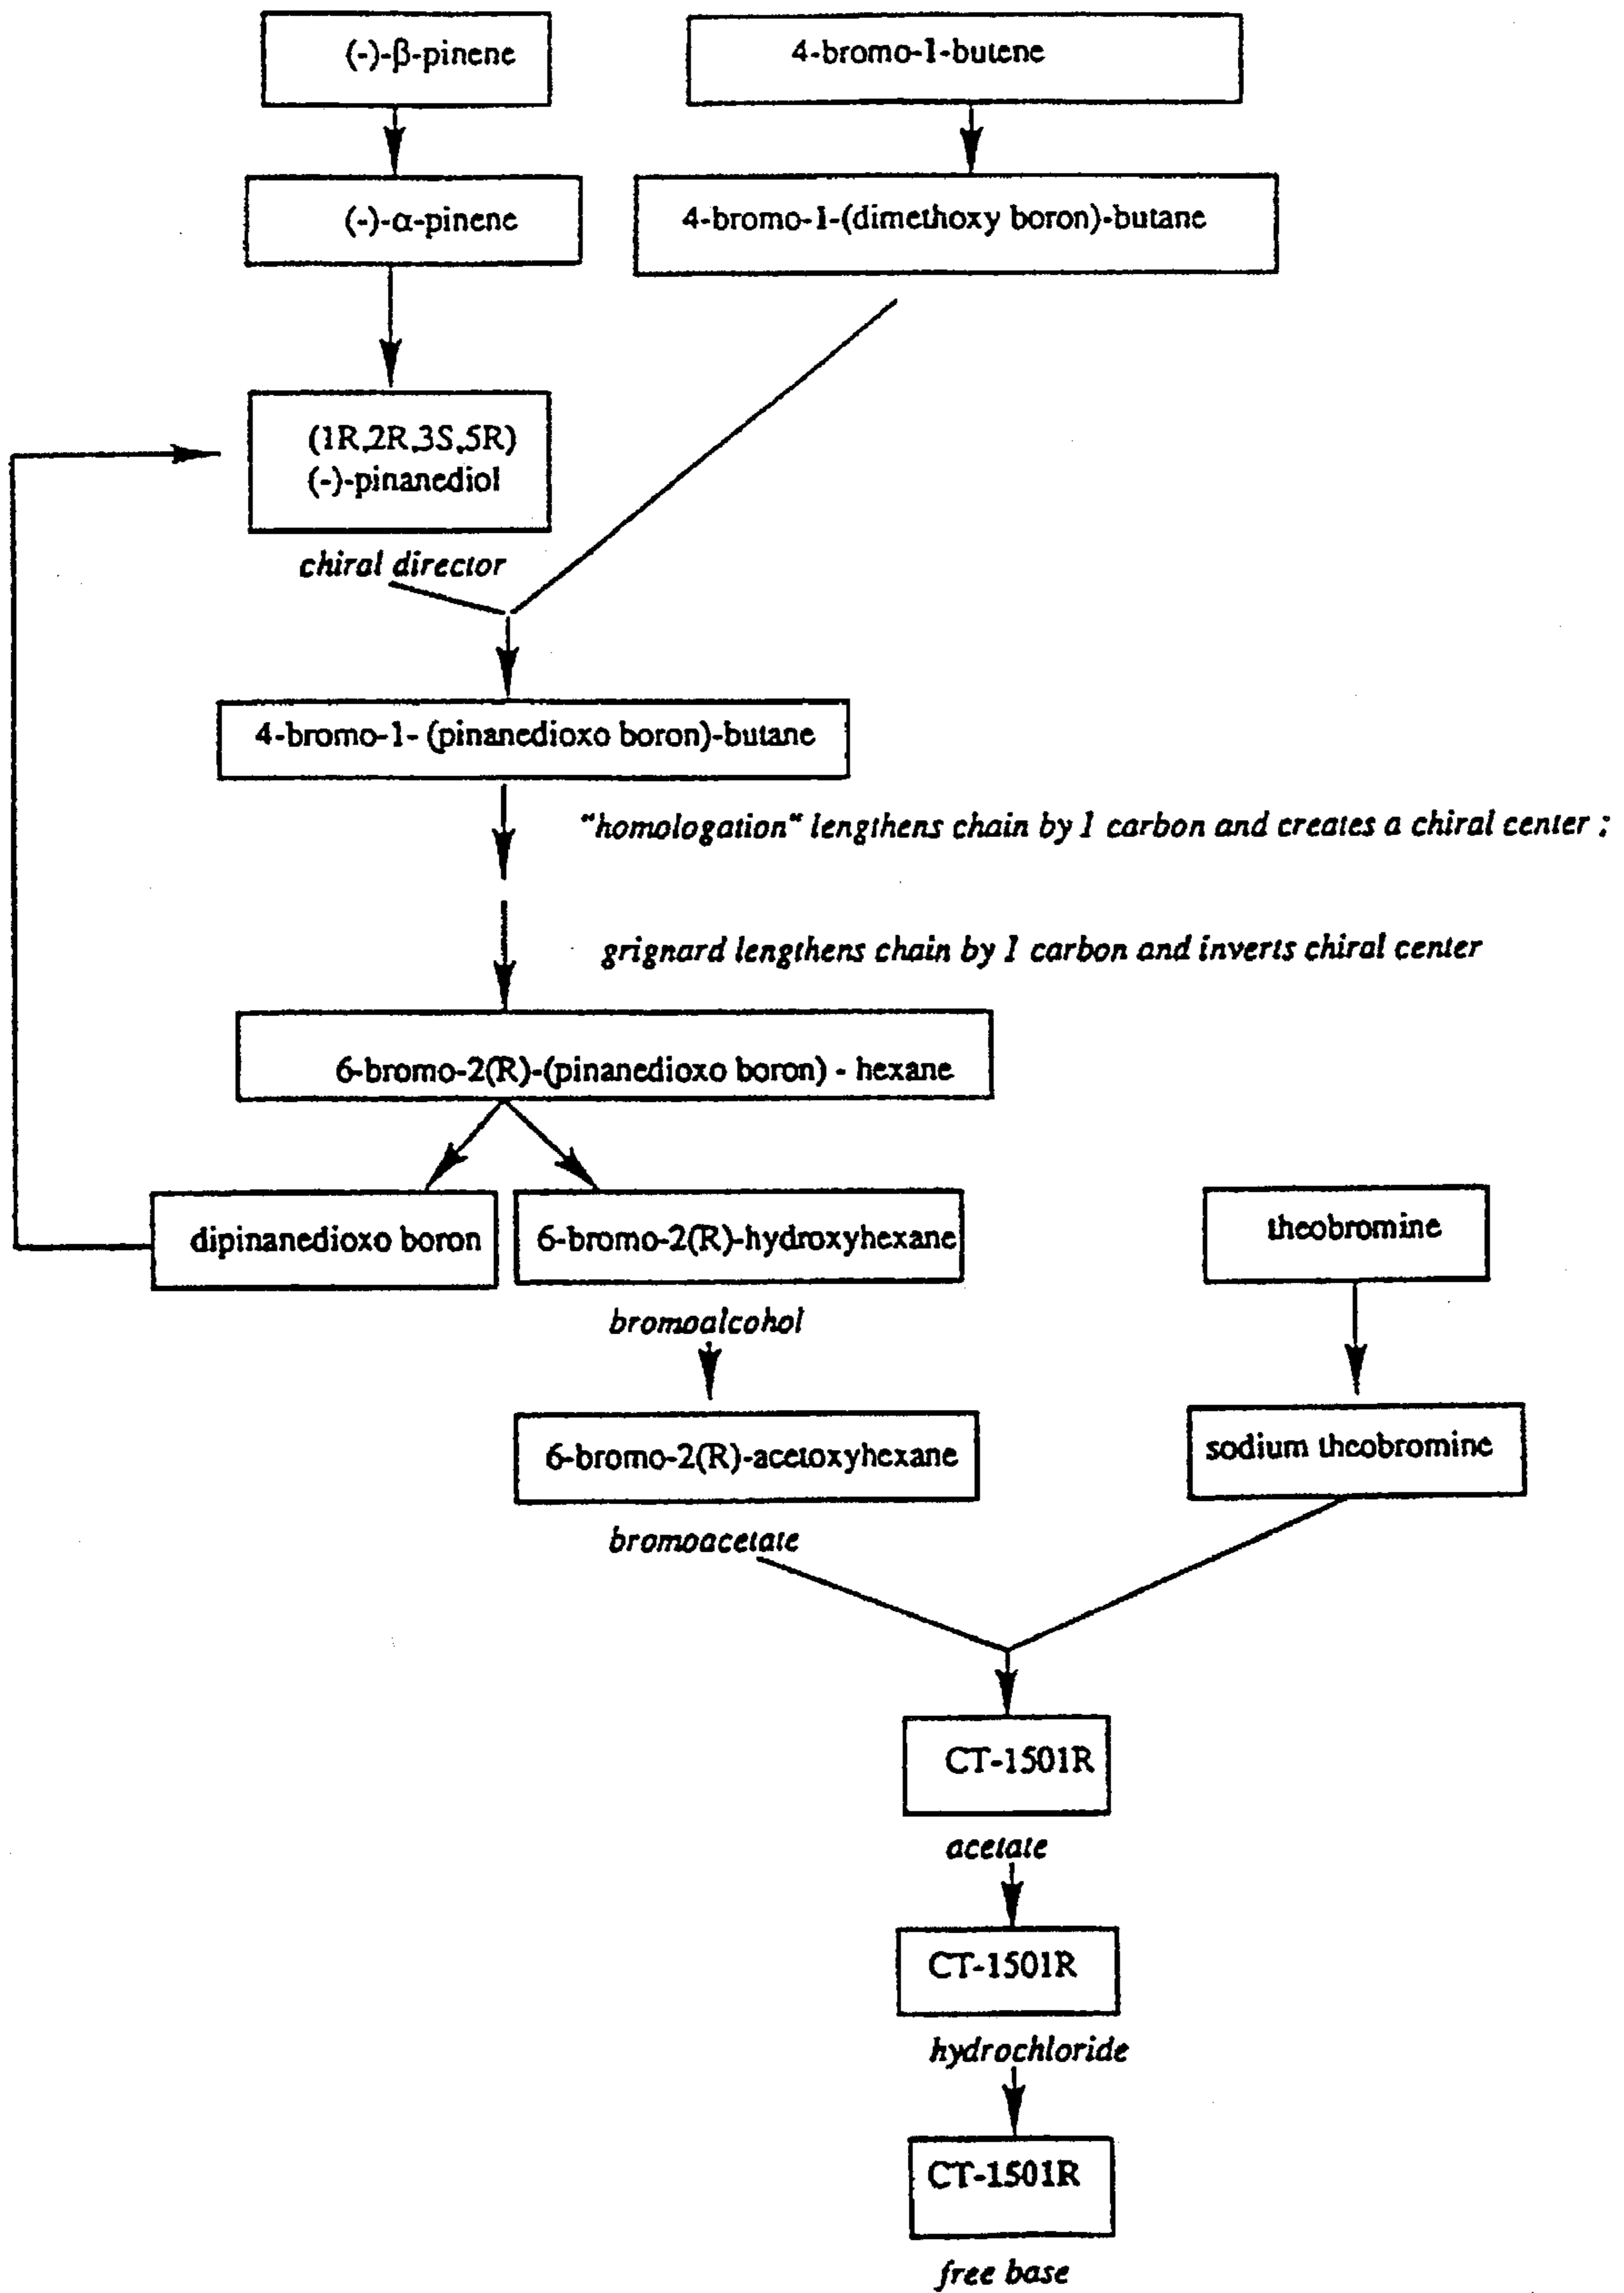 (-)-β-pinene
4-bromo-1-butene
(-)-α-pinene
4-bromo-1-(dimethoxy boron)-butane
(1R,2R,3S,5R)
(-)-pinanediol
chiral director
4-bromo-1- (pinanedioxo boron)-butane
"homologation" lengthens chain by 1 carbon and creates a chiral center ;
grignard lengthens chain by 1 carbon and inverts chiral center
6-bromo-2(R)-(pinanedioxo boron) - hexane
dipinanedioxo boron
6-bromo-2(R)-hydroxyhexane
theobromine
bromoalcohol
6-bromo-2(R)-acetoxyhexane
sodium theobromine
bromoacetate
CT-1501R
acetate
CT-1501R
hydrochloride
CT-1501R
free base